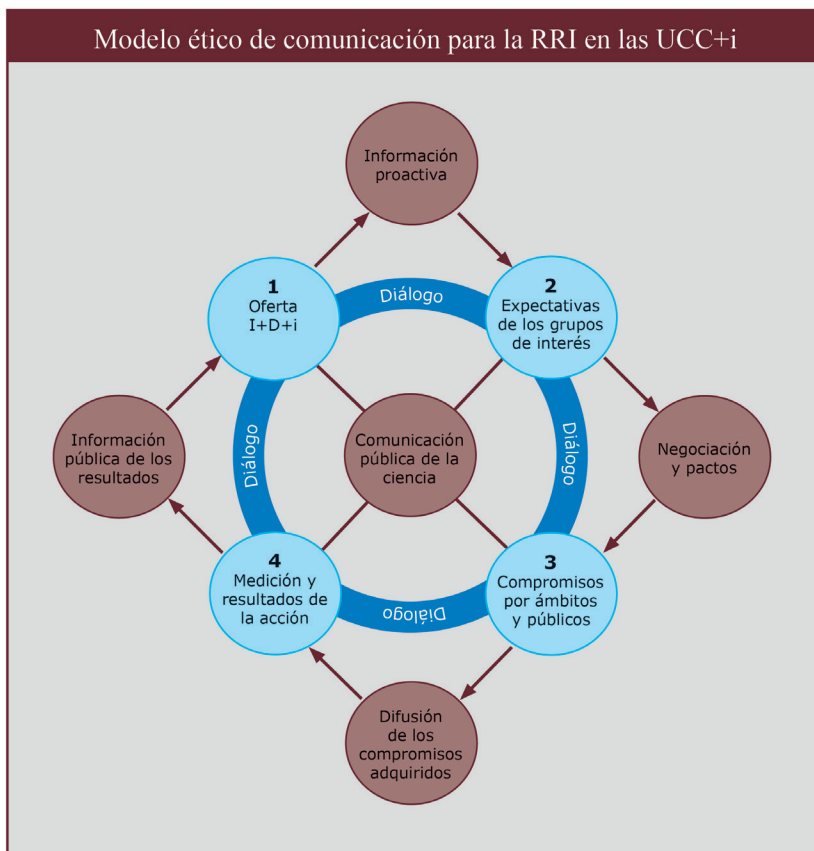 Modelo ético de comunicación para la RRI en las UCC+i
Información
proactiva
1
Oferta
I+D+i
Diálogo
2
Expectativas
de los grupos
de interés
Información
pública de los
resultados
Diálogo
Comunicación
pública de la
ciencia
Diálogo
Negociación
y pactos
4
Medición y
resultados de
la acción
Diálogo
3
Compromisos
por ámbitos
y públicos
Difusión
de los
compromisos
adquiridos